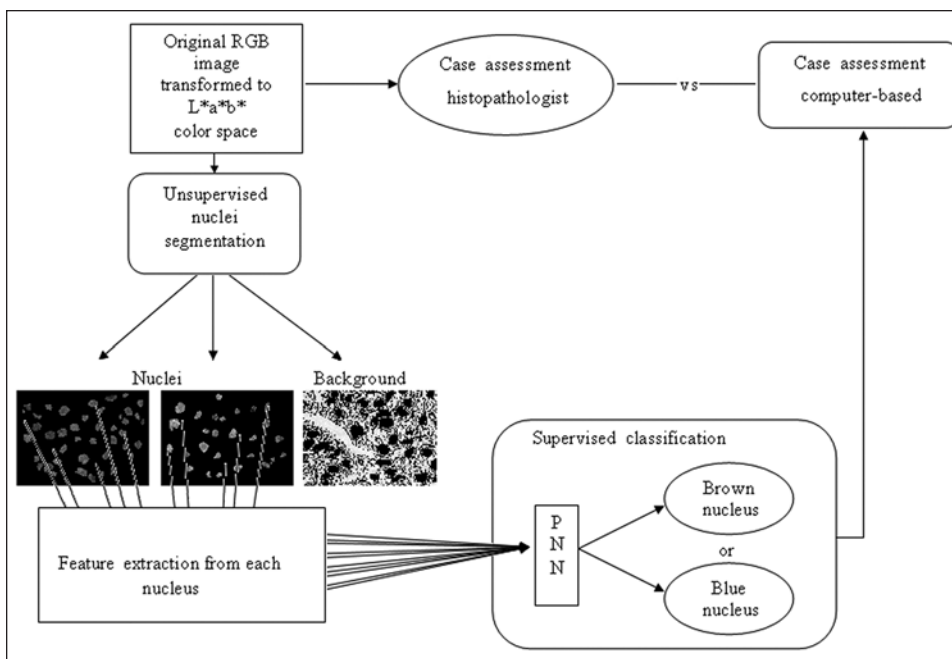 Original RGB
image
transformed to
L*a*b*
color space
Case assessment
histopathologist
vs
Case assessment
computer-based
Unsupervised
nuclei
segmentation
Nuclei
Background
Feature extraction from each
nucleus
Supervised classification
P
N
N
Brown
nucleus
or
Blue
nucleus